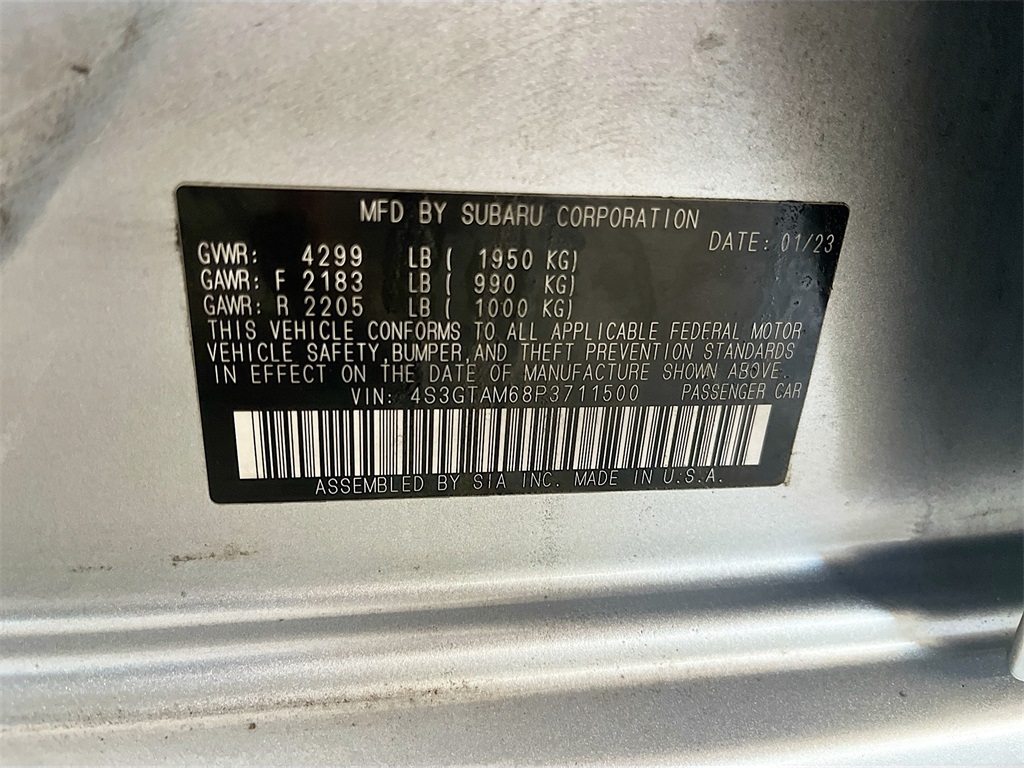 MFD BY SUBARU CORPORATION
DATE: 01/23
GVWR: 4299 LB ( 1950 KG)
GAWR: F 2183 LB ( 990 KG)
GAWR: R 2205 LB ( 1000 KG)
THIS VEHICLE CONFORMS TO ALL APPLICABLE FEDERAL MOTOR
VEHICLE SAFETY,BUMPER,AND THEFT PREVENTION STANDARDS
IN EFFECT ON THE DATE OF MANUFACTURE SHOWN ABOVE.
VIN: 4S3GTAM68P3711500 PASSENGER CAR
ASSEMBLED BY SIA INC. MADE IN U.S.A.